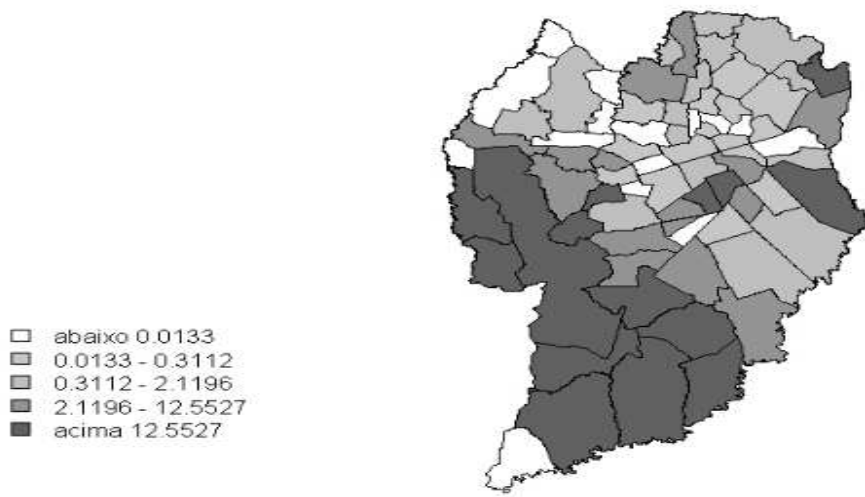 abaixo 0.0133
0.0133 - 0.3112
0.3112 - 2.1196
2.1196 - 12.5527
acima 12.5527